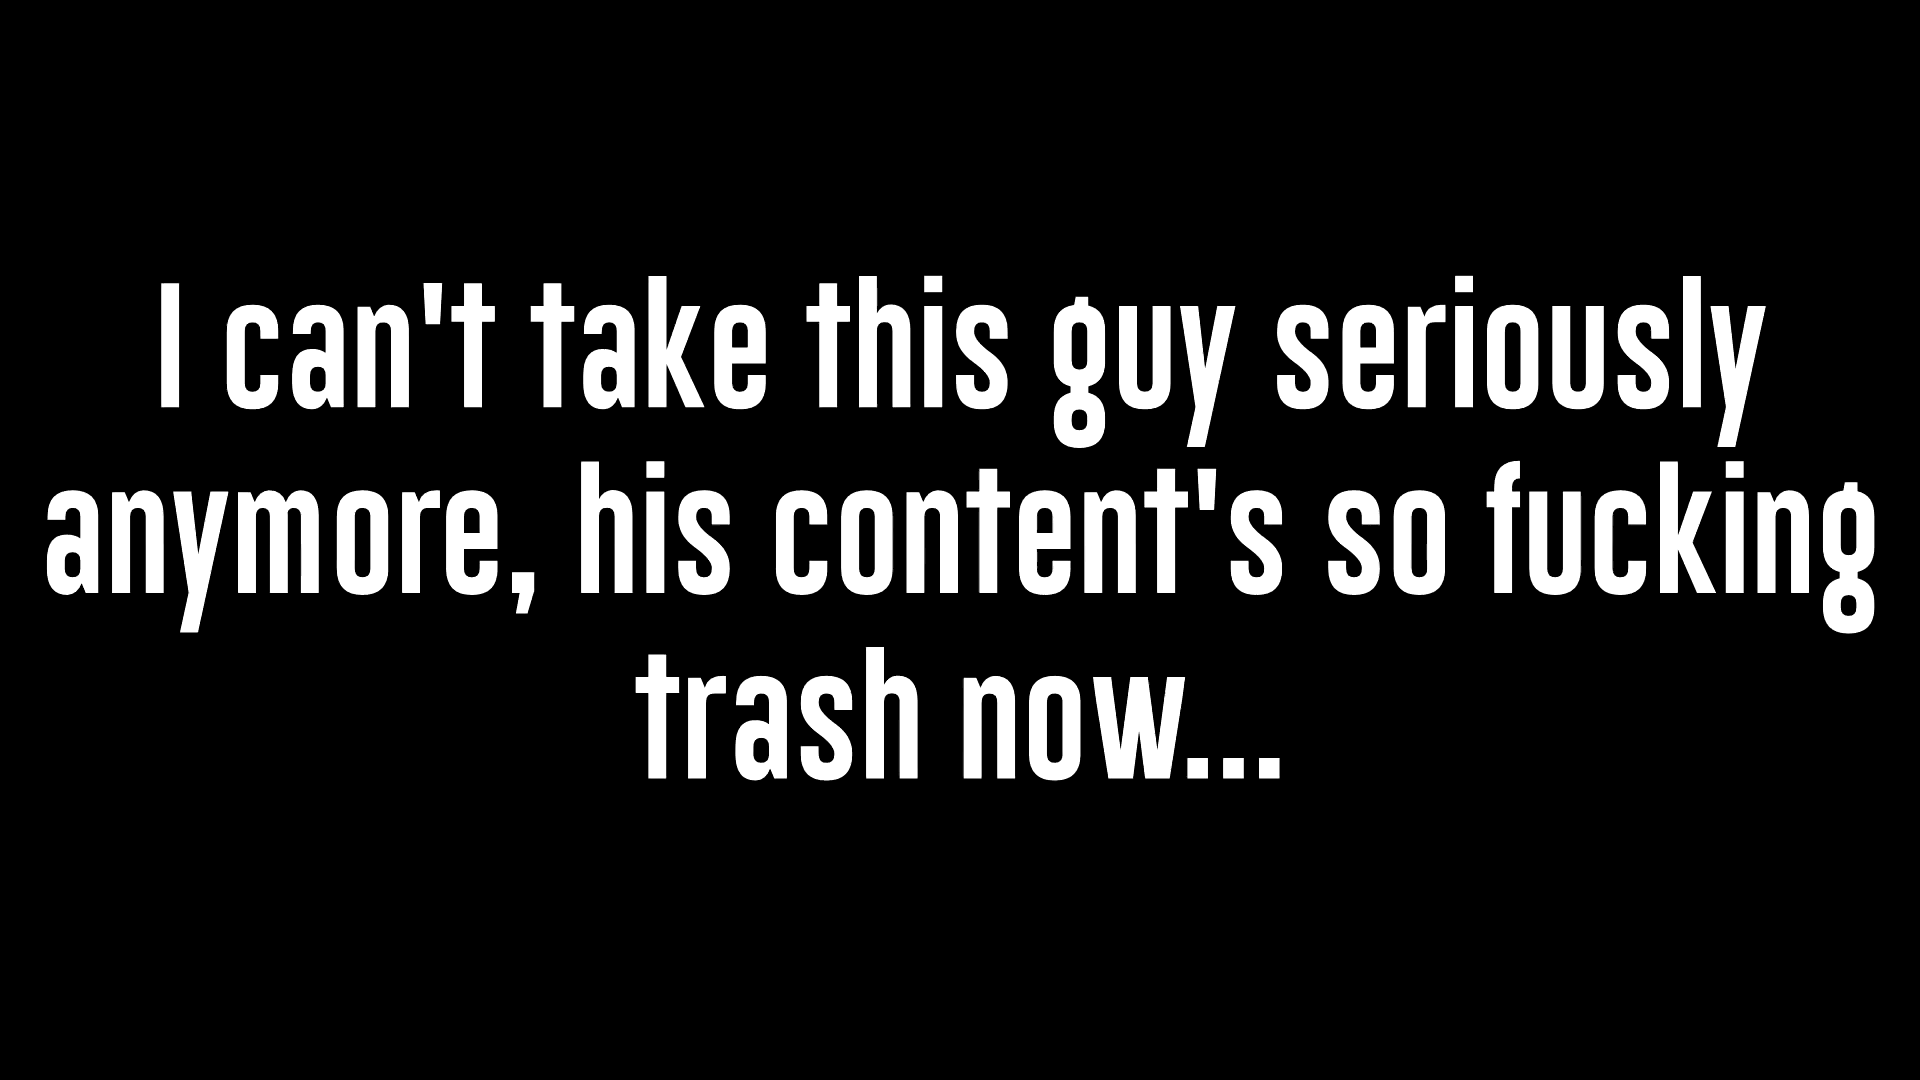 I can't take this guy seriously
anymore, his content's so fucking
trash now...